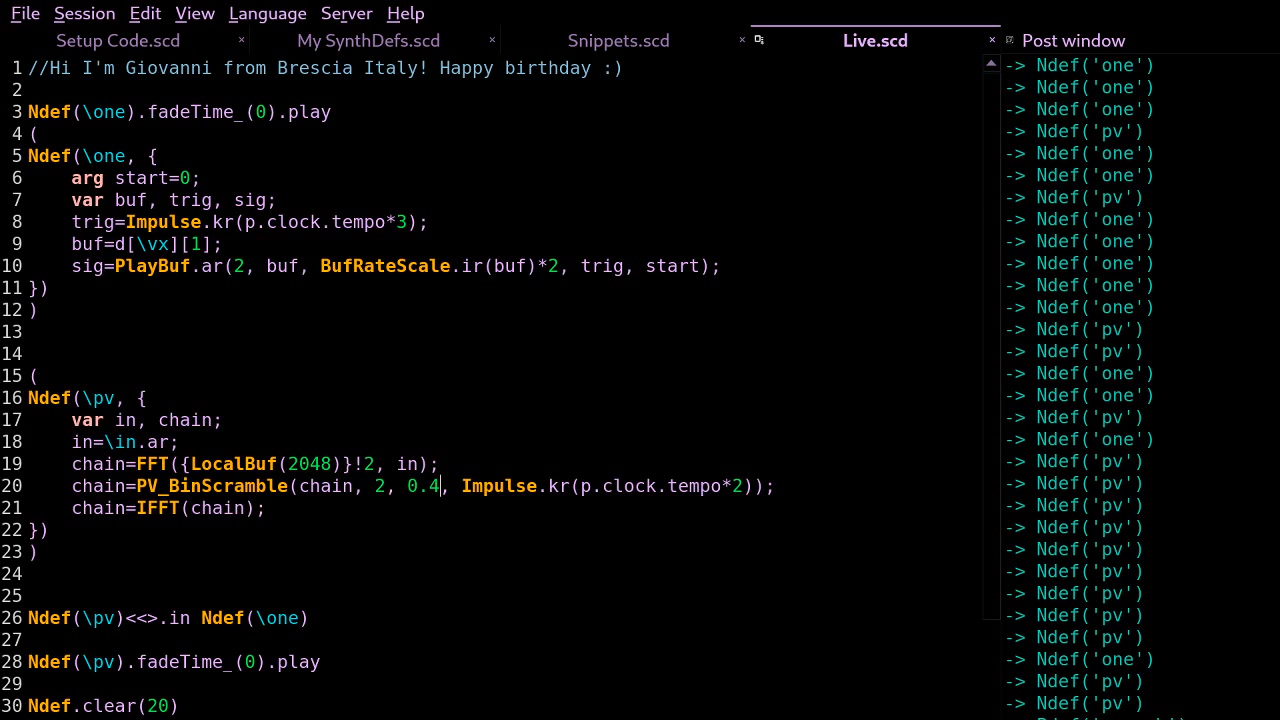 File Session Edit View Language Server Help
Setup Code.scd × My SynthDefs.scd × Snippets.scd × Live.scd × Post window
1 //Hi I'm Giovanni from Brescia Italy! Happy birthday :)
2
3 Ndef(\one).fadeTime_(0).play
4 (
5 Ndef(\one, {
6     arg start=0;
7     var buf, trig, sig;
8     trig=Impulse.kr(p.clock.tempo*3);
9     buf=d[\vx][1];
10     sig=PlayBuf.ar(2, buf, BufRateScale.ir(buf)*2, trig, start);
11 })
12 )
13
14
15 (
16 Ndef(\pv, {
17     var in, chain;
18     in=\in.ar;
19     chain=FFT({LocalBuf(2048)}!2, in);
20     chain=PV_BinScramble(chain, 2, 0.4, Impulse.kr(p.clock.tempo*2));
21     chain=IFFT(chain);
22 })
23 )
24
25
26 Ndef(\pv)<<>.in Ndef(\one)
27
28 Ndef(\pv).fadeTime_(0).play
29
30 Ndef.clear(20)
-> Ndef('one')
-> Ndef('one')
-> Ndef('one')
-> Ndef('pv')
-> Ndef('one')
-> Ndef('one')
-> Ndef('pv')
-> Ndef('one')
-> Ndef('one')
-> Ndef('one')
-> Ndef('one')
-> Ndef('one')
-> Ndef('pv')
-> Ndef('pv')
-> Ndef('one')
-> Ndef('one')
-> Ndef('pv')
-> Ndef('one')
-> Ndef('pv')
-> Ndef('pv')
-> Ndef('pv')
-> Ndef('pv')
-> Ndef('pv')
-> Ndef('pv')
-> Ndef('pv')
-> Ndef('pv')
-> Ndef('pv')
-> Ndef('one')
-> Ndef('pv')
-> Ndef('pv')